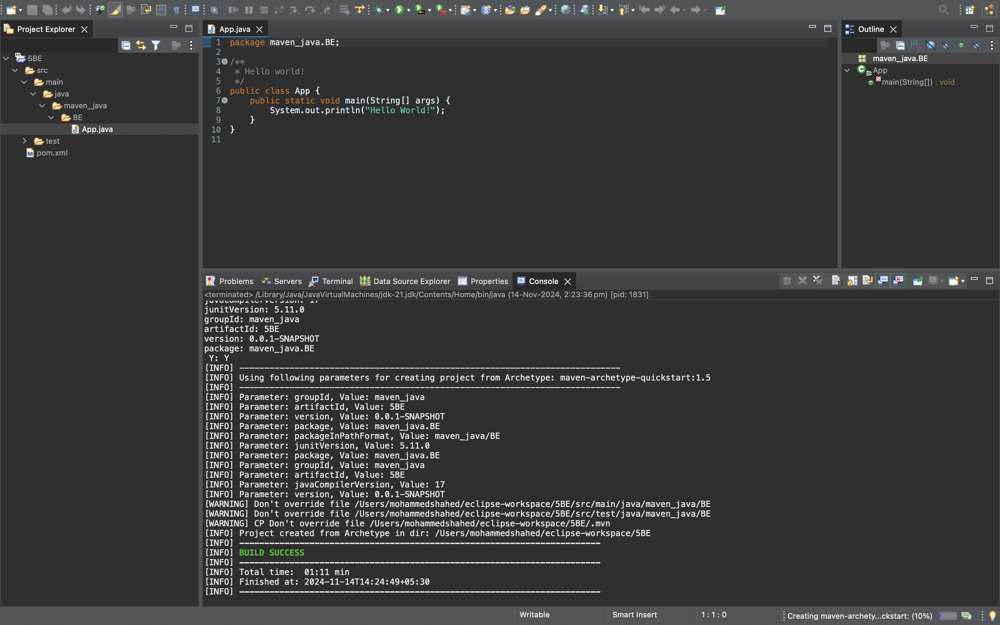 Project Explorer
5BE
src
main
java
maven_java
BE
App.java
test
pom.xml
App.java
1 package maven_java.BE;
2
3 /**
4 * Hello world!
5 */
6 public class App {
7 public static void main(String[] args) {
8 System.out.println("Hello World!");
9 }
10 }
11
Outline
maven_java.BE
App
main(String[]) : void
Problems Servers Terminal Data Source Explorer Properties Console
<terminated> /Library/Java/JavaVirtualMachines/jdk-21.jdk/Contents/Home/bin/java (14-Nov-2024, 2:23:36 pm) [pid: 1831]
javaCompilerVersion: 17
junitVersion: 5.11.0
groupId: maven_java
artifactId: 5BE
version: 0.0.1-SNAPSHOT
package: maven_java.BE
Y: Y
[INFO] ----------------------------------------------------------------------------
[INFO] Using following parameters for creating project from Archetype: maven-archetype-quickstart:1.5
[INFO] ----------------------------------------------------------------------------
[INFO] Parameter: groupId, Value: maven_java
[INFO] Parameter: artifactId, Value: 5BE
[INFO] Parameter: version, Value: 0.0.1-SNAPSHOT
[INFO] Parameter: package, Value: maven_java.BE
[INFO] Parameter: packageInPathFormat, Value: maven_java/BE
[INFO] Parameter: junitVersion, Value: 5.11.0
[INFO] Parameter: package, Value: maven_java.BE
[INFO] Parameter: groupId, Value: maven_java
[INFO] Parameter: artifactId, Value: 5BE
[INFO] Parameter: javaCompilerVersion, Value: 17
[INFO] Parameter: version, Value: 0.0.1-SNAPSHOT
[WARNING] Don't override file /Users/mohammedshahed/eclipse-workspace/5BE/src/main/java/maven_java/BE
[WARNING] Don't override file /Users/mohammedshahed/eclipse-workspace/5BE/src/test/java/maven_java/BE
[WARNING] CP Don't override file /Users/mohammedshahed/eclipse-workspace/5BE/.mvn
[INFO] Project created from Archetype in dir: /Users/mohammedshahed/eclipse-workspace/5BE
[INFO] ------------------------------------------------------------------------
[INFO] BUILD SUCCESS
[INFO] ------------------------------------------------------------------------
[INFO] Total time:  01:11 min
[INFO] Finished at: 2024-11-14T14:24:49+05:30
[INFO] ------------------------------------------------------------------------
Writable Smart Insert 1 : 1 : 0 Creating maven-archety...ckstart: (10%)